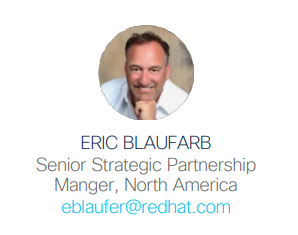 ERIC BLAUFARB
Senior Strategic Partnership
Manger, North America
eblaufer@redhat.com